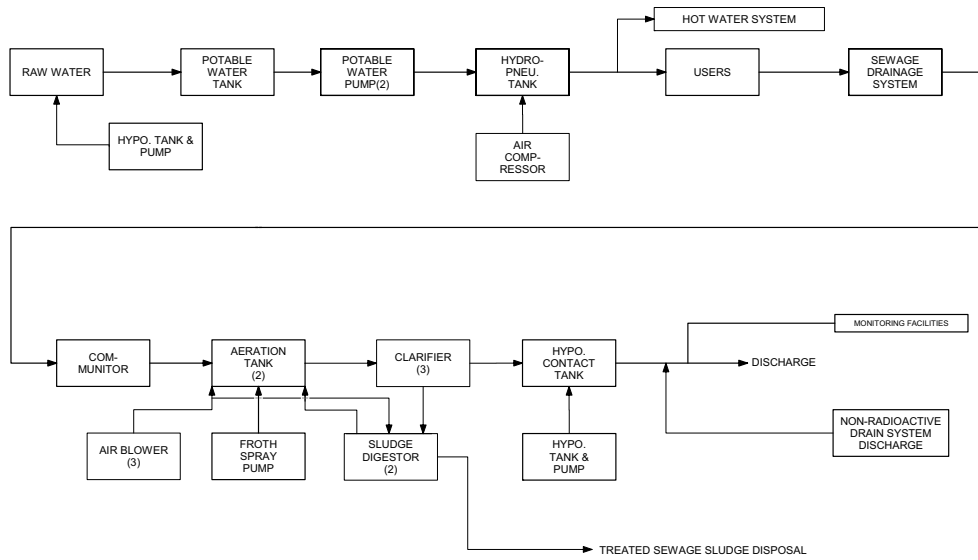 HOT WATER SYSTEM
RAW WATER
POTABLE
WATER
TANK
POTABLE
WATER
PUMP(2)
HYDRO-
PNEU.
TANK
USERS
SEWAGE
DRAINAGE
SYSTEM
HYPO. TANK &
PUMP
AIR
COMP-
RESSOR
MONITORING FACILITIES
COM-
MUNITOR
AERATION
TANK
(2)
CLARIFIER
(3)
HYPO.
CONTACT
TANK
DISCHARGE
AIR BLOWER
(3)
FROTH
SPRAY
PUMP
SLUDGE
DIGESTOR
(2)
HYPO.
TANK &
PUMP
NON-RADIOACTIVE
DRAIN SYSTEM
DISCHARGE
TREATED SEWAGE SLUDGE DISPOSAL